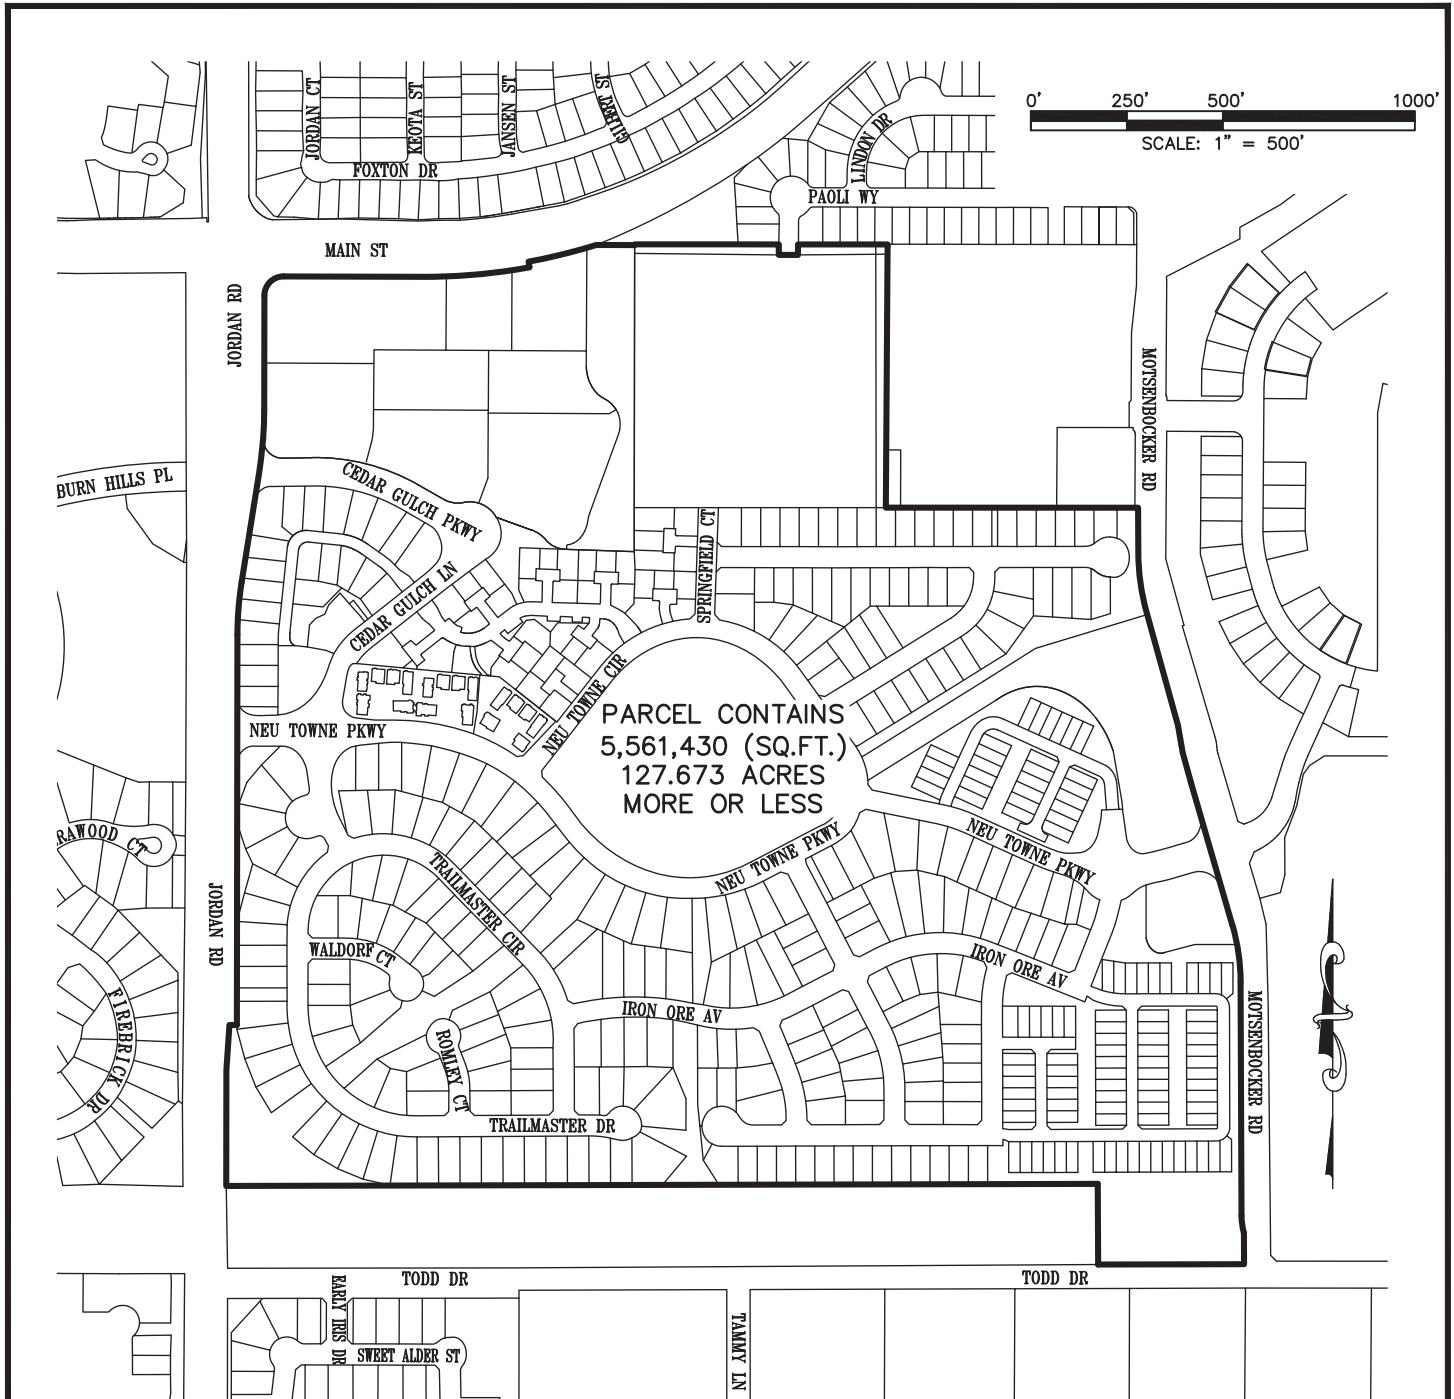 0' 250' 500' 1000'
SCALE: 1" = 500'
JORDAN CT
KEOTA ST
JANSEN ST
GILBERT ST
FOXTON DR
LINDON DR
PAOLI WY
MAIN ST
JORDAN RD
MOTSENBOCKER RD
BURN HILLS PL
CEDAR GULCH PKWY
SPRINGFIELD CT
CEDAR GULCH LN
NEU TOWNE CIR
NEU TOWNE PKWY
PARCEL CONTAINS
5,561,430 (SQ.FT.)
127.673 ACRES
MORE OR LESS
RAWOOD CT
TRAILMASTER CIR
NEU TOWNE PKWY
NEU TOWNE PKWY
JORDAN RD
WALDORF CT
IRON ORE AV
IRON ORE AV
FIREBRICK DR
ROMLEY CT
MOTSENBOCKER RD
TRAILMASTER DR
TODD DR
TODD DR
EARLY IRIS DR
SWEET ALDER ST
TAMMY LN